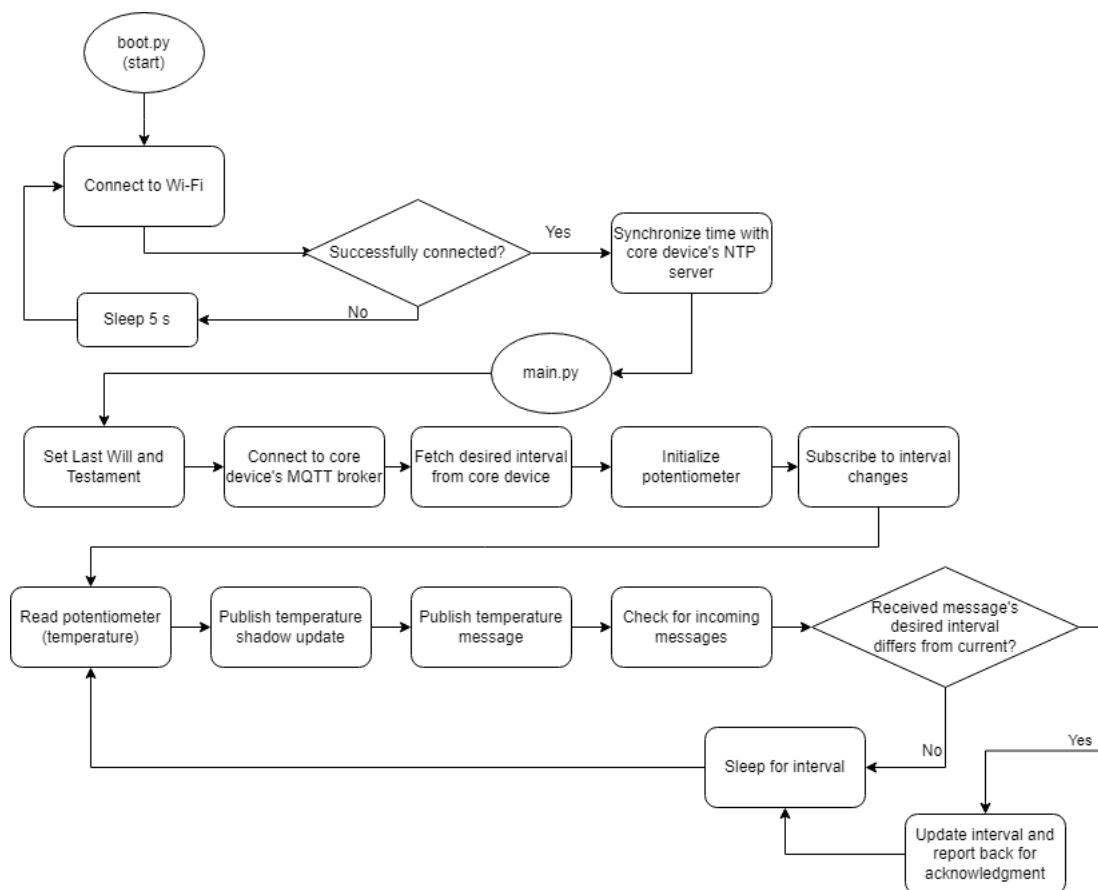 boot.py
(start)
Connect to Wi-Fi
Successfully connected?
Yes
Synchronize time with
core device's NTP
server
No
Sleep 5 s
main.py
Set Last Will and
Testament
Connect to core
device's MQTT broker
Fetch desired interval
from core device
Initialize
potentiometer
Subscribe to interval
changes
Read potentiometer
(temperature)
Publish temperature
shadow update
Publish temperature
message
Check for incoming
messages
Received message's
desired interval
differs from current?
No
Yes
Sleep for interval
Update interval and
report back for
acknowledgment